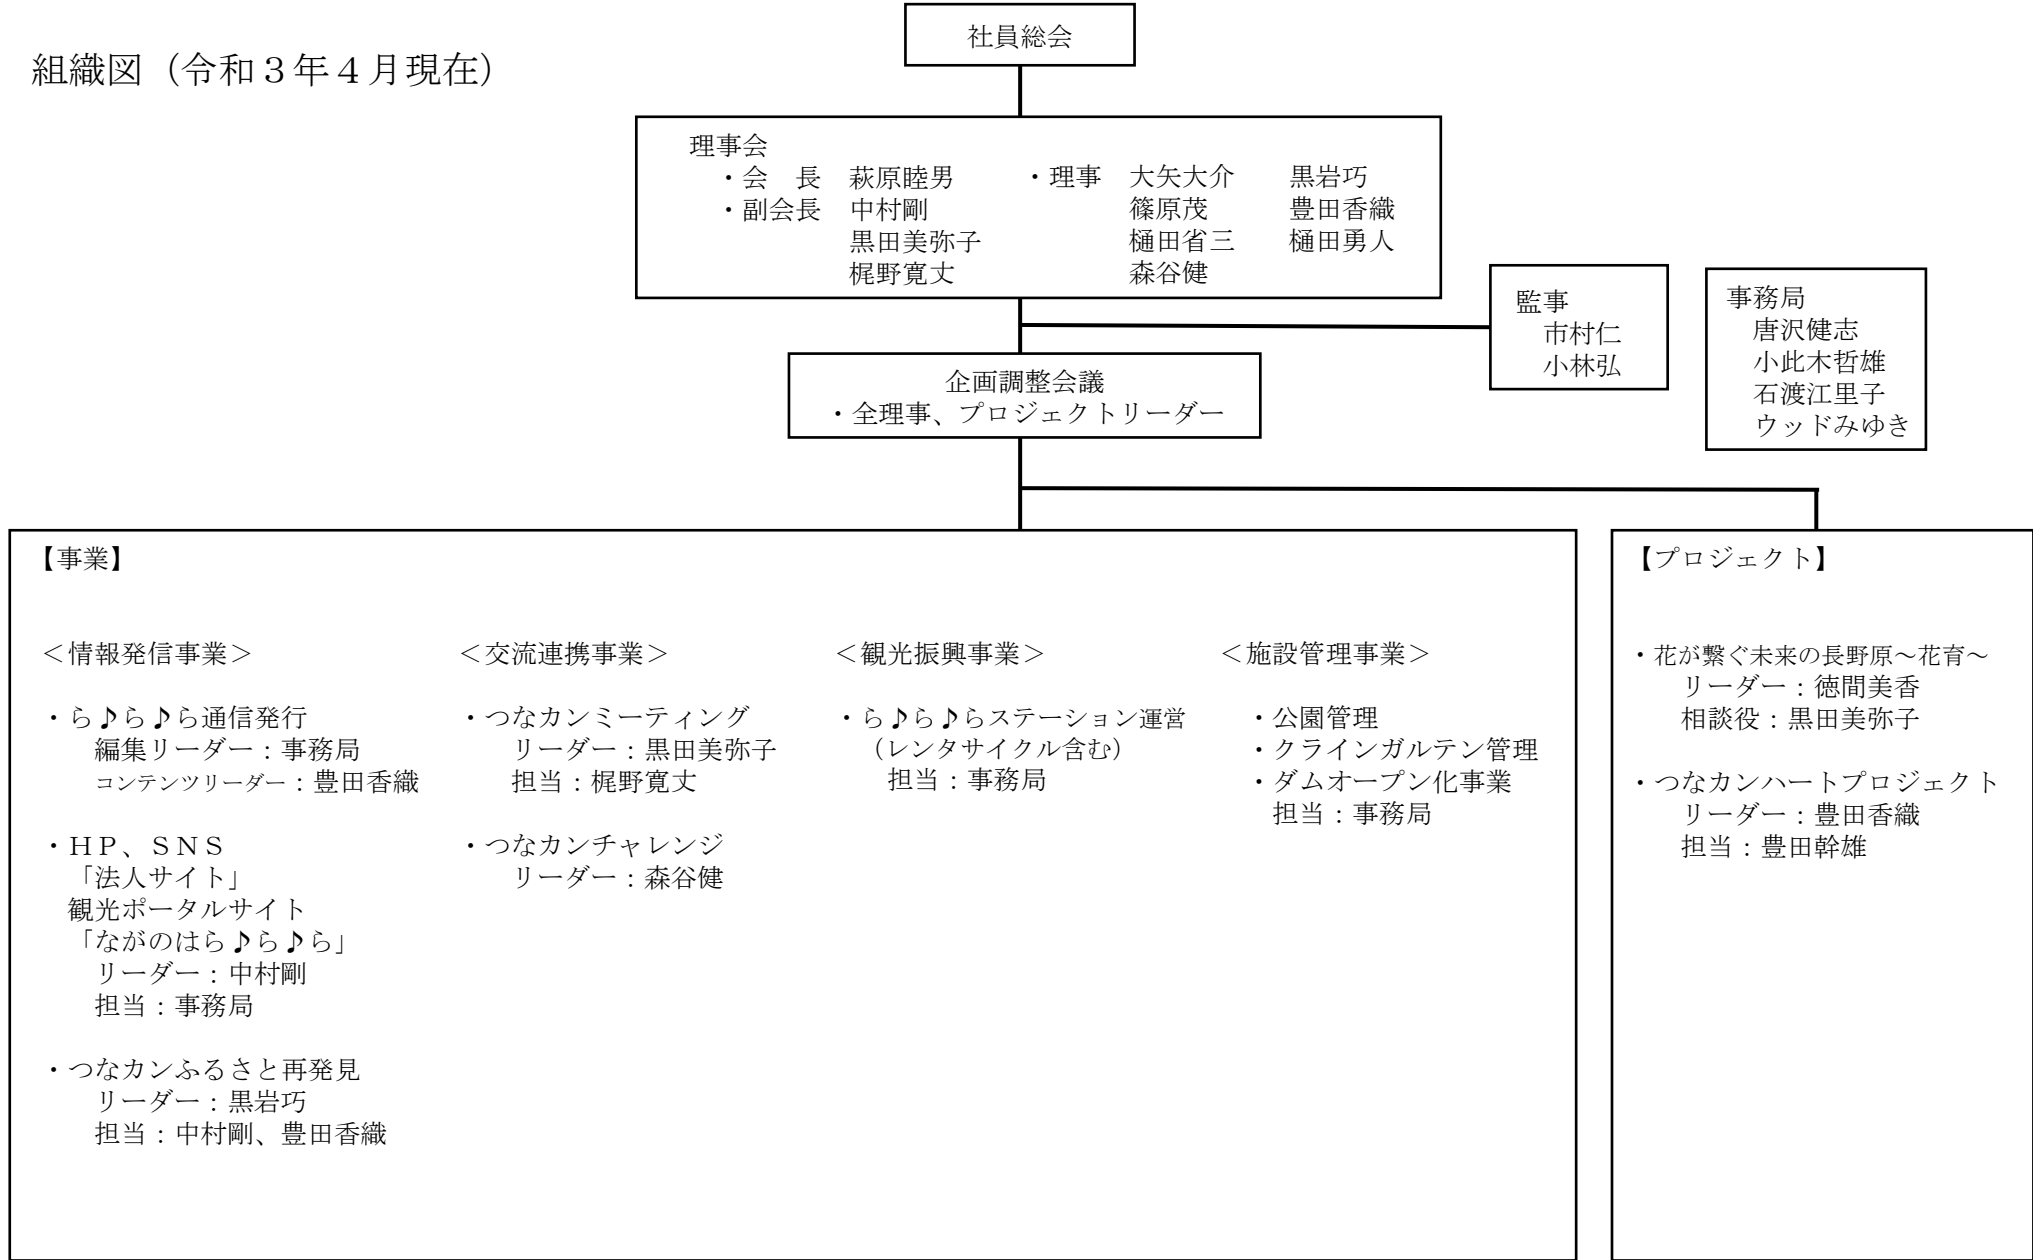 組織図（令和３年４月現在）
社員総会
理事会
・会　長　萩原睦男　・理事　大矢大介　黒岩巧
・副会長　中村剛　篠原茂　豊田香織
黒田美弥子　樋田省三　樋田勇人
梶野寛丈　森谷健
監事
市村仁
小林弘
事務局
唐沢健志
小此木哲雄
石渡江里子
ウッドみゆき
企画調整会議
・全理事、プロジェクトリーダー
【事業】
＜情報発信事業＞
・ら♪ら♪ら通信発行
編集リーダー：事務局
コンテンツリーダー：豊田香織
・ＨＰ、ＳＮＳ
「法人サイト」
観光ポータルサイト
「ながのはら♪ら♪ら」
リーダー：中村剛
担当：事務局
・つなカンふるさと再発見
リーダー：黒岩巧
担当：中村剛、豊田香織
＜交流連携事業＞
・つなカンミーティング
リーダー：黒田美弥子
担当：梶野寛丈
・つなカンチャレンジ
リーダー：森谷健
＜観光振興事業＞
・ら♪ら♪らステーション運営
（レンタサイクル含む）
担当：事務局
＜施設管理事業＞
・公園管理
・クラインガルテン管理
・ダムオープン化事業
担当：事務局
【プロジェクト】
・花が繋ぐ未来の長野原～花育～
リーダー：徳間美香
相談役：黒田美弥子
・つなカンハートプロジェクト
リーダー：豊田香織
担当：豊田幹雄